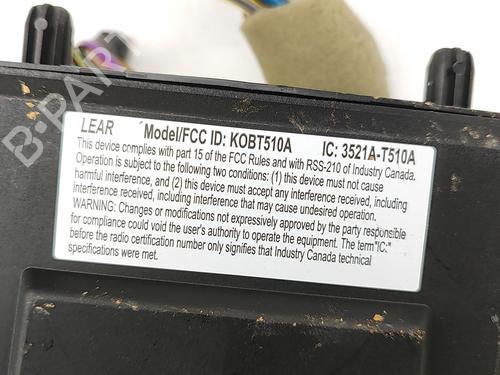 B-PARTS
LEAR Model/FCC ID: KOBT510A IC: 3521A-T510A
This device complies with part 15 of the FCC Rules and with RSS-210 of Industry Canada.
Operation is subject to the following two conditions: (1) this device must not cause
harmful interference, and (2) this device must accept any interference received, including
interference received, including interference that may cause undesired operation.
WARNING: Changes or modifications not expressively approved by the party responsible
for compliance could void the user's authority to operate the equipment. The term"IC:"
before the radio certification number only signifies that Industry Canada technical
specifications were met.